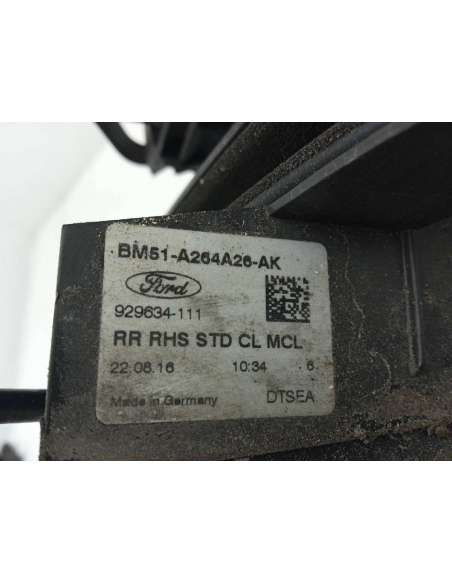 BM51-A264A26-AK
Ford
929634-111
RR RHS STD CL MCL
22.08.16 10:34 6
Made in Germany DTSEA